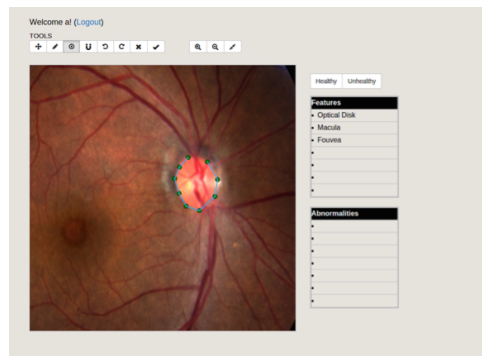 Welcome a! (Logout)
TOOLS
Healthy
Unhealthy
Features
Optical Disk
Macula
Fouvea
Abnormalities